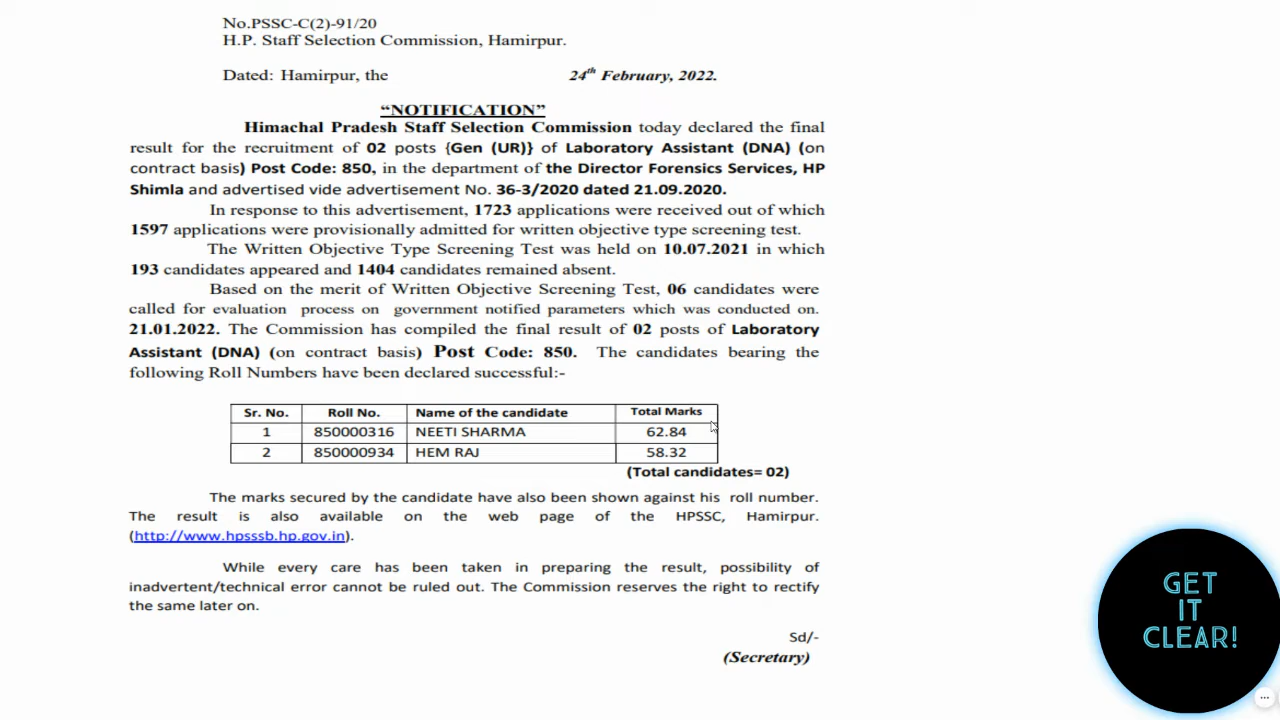 No.PSSC-C(2)-91/20
H.P. Staff Selection Commission, Hamirpur.
Dated: Hamirpur, the 24th February, 2022.
“NOTIFICATION”
Himachal Pradesh Staff Selection Commission today declared the final
result for the recruitment of 02 posts {Gen (UR)} of Laboratory Assistant (DNA) (on
contract basis) Post Code: 850, in the department of the Director Forensics Services, HP
Shimla and advertised vide advertisement No. 36-3/2020 dated 21.09.2020.
In response to this advertisement, 1723 applications were received out of which
1597 applications were provisionally admitted for written objective type screening test.
The Written Objective Type Screening Test was held on 10.07.2021 in which
193 candidates appeared and 1404 candidates remained absent.
Based on the merit of Written Objective Screening Test, 06 candidates were
called for evaluation process on government notified parameters which was conducted on.
21.01.2022. The Commission has compiled the final result of 02 posts of Laboratory
Assistant (DNA) (on contract basis) Post Code: 850. The candidates bearing the
following Roll Numbers have been declared successful:-
Sr. No. Roll No. Name of the candidate Total Marks
1 850000316 NEETI SHARMA 62.84
2 850000934 HEM RAJ 58.32
(Total candidates= 02)
The marks secured by the candidate have also been shown against his roll number.
The result is also available on the web page of the HPSSC, Hamirpur.
(http://www.hpsssb.hp.gov.in).
While every care has been taken in preparing the result, possibility of
inadvertent/technical error cannot be ruled out. The Commission reserves the right to rectify
the same later on.
Sd/-
(Secretary)
GET
IT
CLEAR!